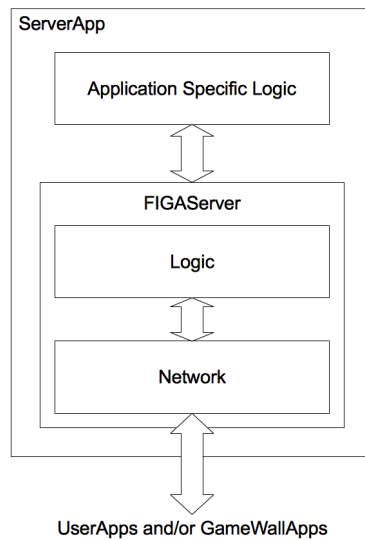 ServerApp
Application Specific Logic
FIGAServer
Logic
Network
UserApps and/or GameWallApps